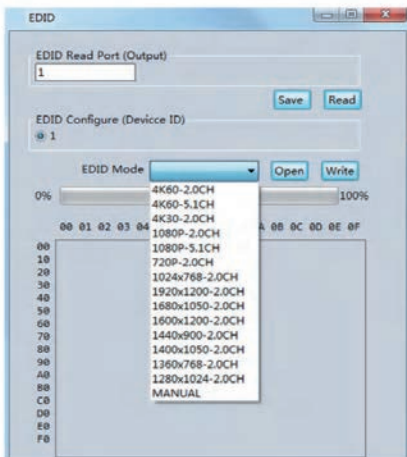 EDID
EDID Read Port (Output)
1
Save Read
EDID Configure (Devicce ID)
1
EDID Mode Open Write
0% 100%
00 01 02 03 04 0B 0C 0D 0E 0F
4K60-2.0CH
4K60-5.1CH
4K30-2.0CH
1080P-2.0CH
1080P-5.1CH
720P-2.0CH
1024x768-2.0CH
1920x1200-2.0CH
1680x1050-2.0CH
1600x1200-2.0CH
1440x900-2.0CH
1400x1050-2.0CH
1360x768-2.0CH
1280x1024-2.0CH
MANUAL
00
10
20
30
40
50
60
70
80
90
A0
B0
C0
D0
E0
F0